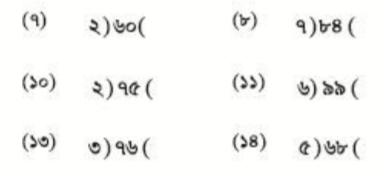 (৭) ২)৬০( (৮) ৭)৮৪(
(১০) ২)৭৫( (১১) ৬)৯৯(
(১৩) ৩)৭৬( (১৪) ৫)৬৮(